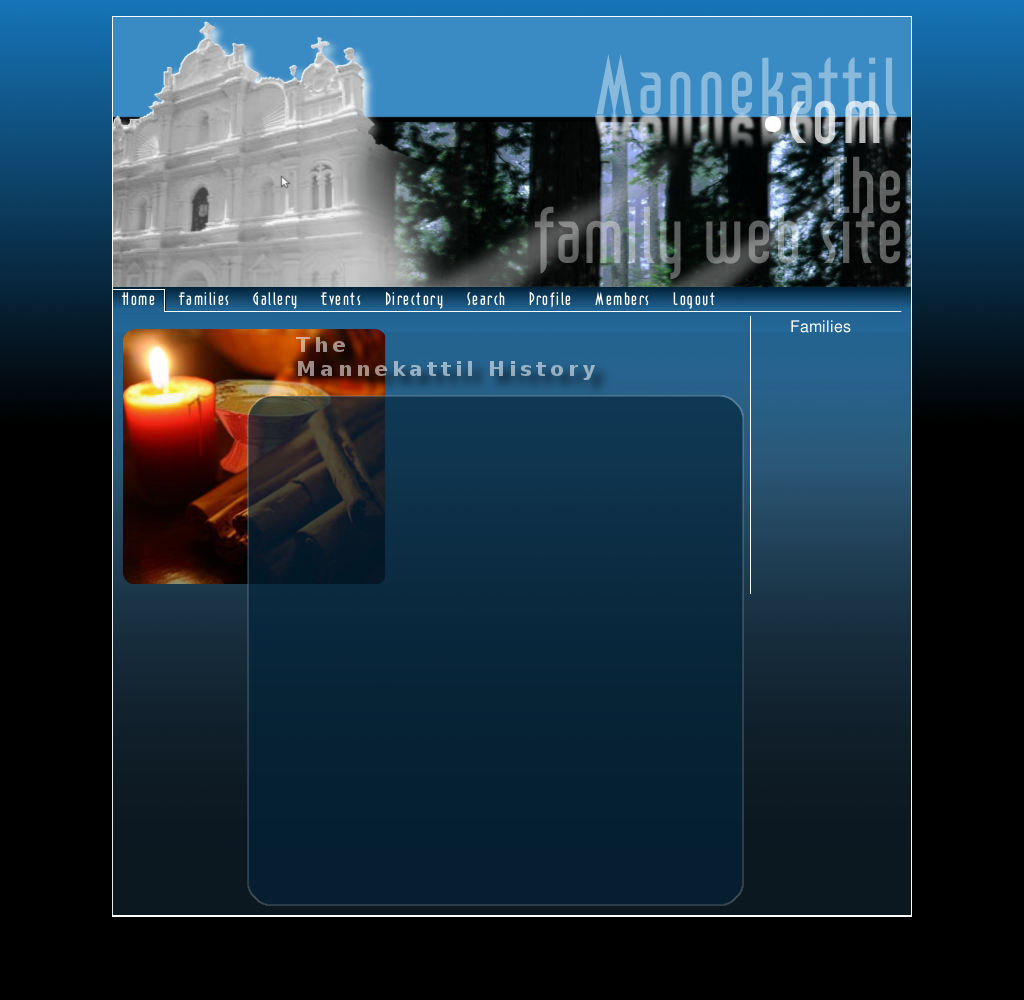 Mannekattil
.com
The
family web site
Home Families Gallery Events Directory Search Profile Members Logout
Families
The
Mannekattil History